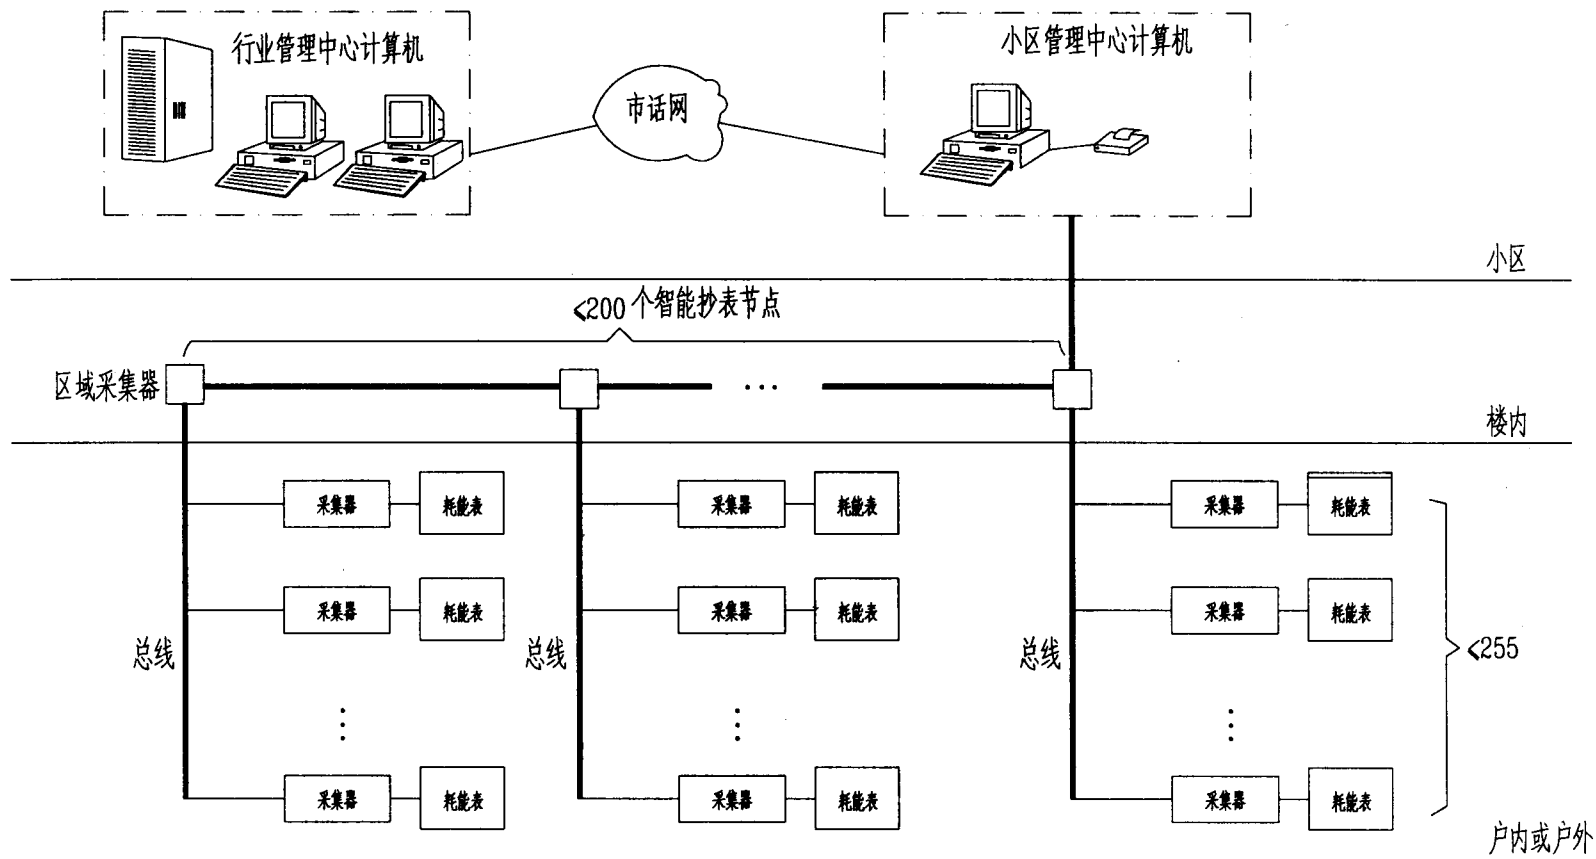 行业管理中心计算机
市话网
小区管理中心计算机
小区
<200个智能抄表节点
区域采集器
...
楼内
采集器 耗能表 采集器 耗能表 采集器 耗能表
采集器 耗能表 采集器 耗能表 采集器 耗能表
总线 总线 总线 <255
采集器 耗能表 采集器 耗能表 采集器 耗能表
户内或户外